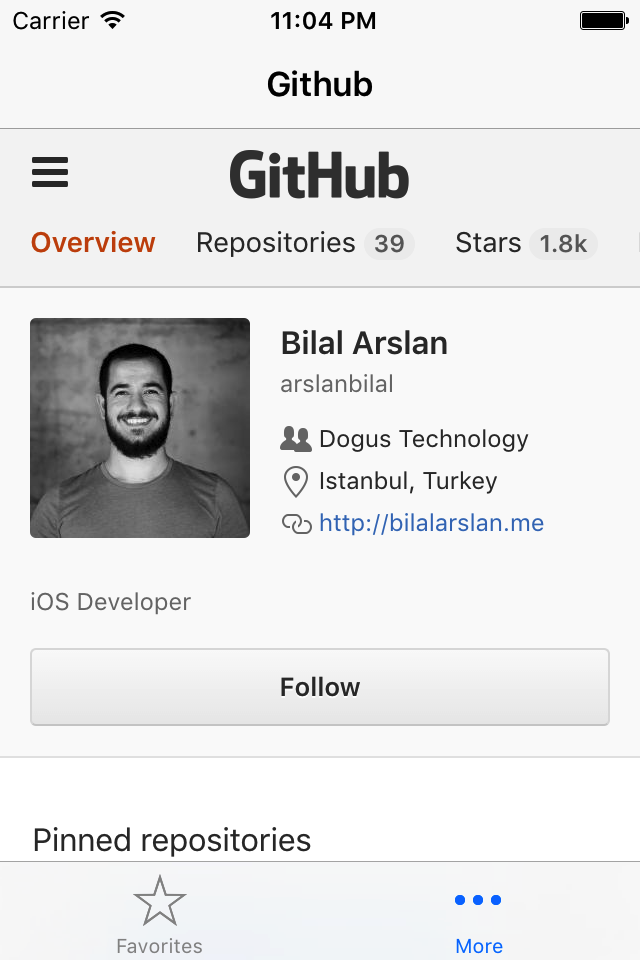 Carrier 11:04 PM
Github
GitHub
Overview Repositories 39 Stars 1.8k
Bilal Arslan
arslanbilal
Dogus Technology
Istanbul, Turkey
http://bilalarslan.me
iOS Developer
Follow
Pinned repositories
Favorites More